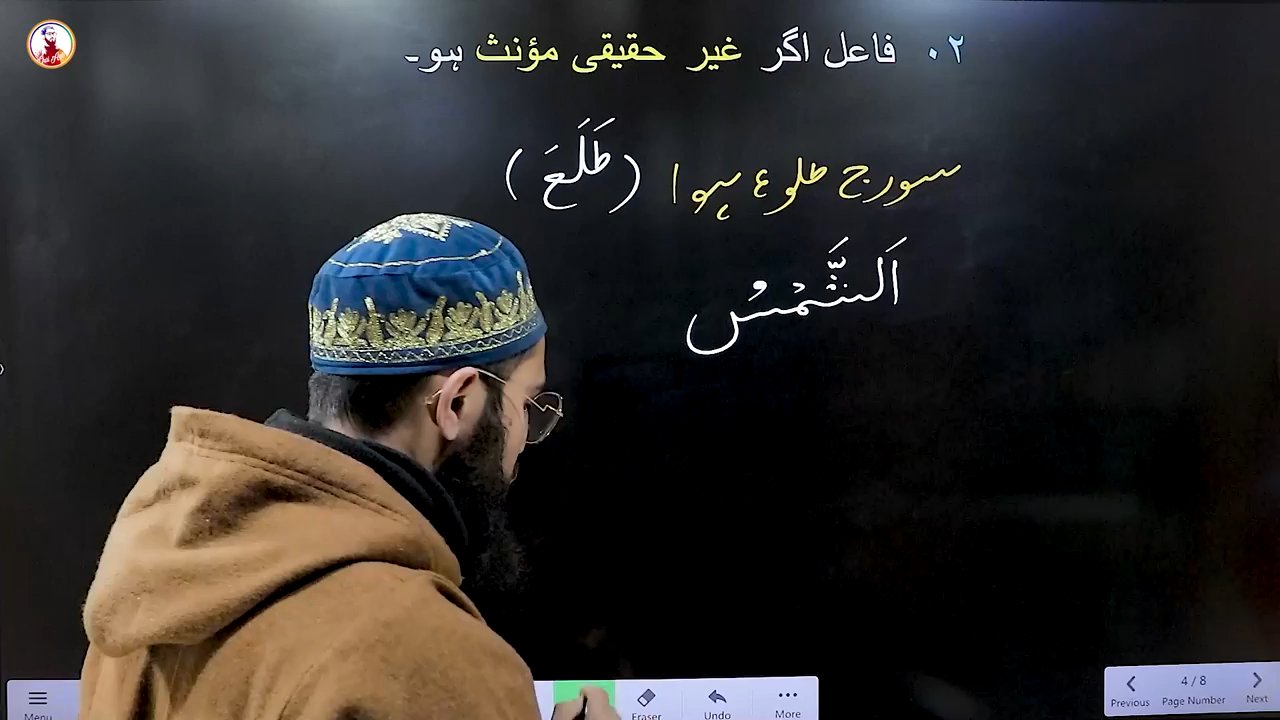 ۰۲ فاعل اگر غیر حقیقی مؤنث ہو۔
سورج طلوع ہوا (طَلَعَ)
اَلشَّمْسُ
Menu
Eraser
Undo
More
Previous
4 / 8
Page Number
Next